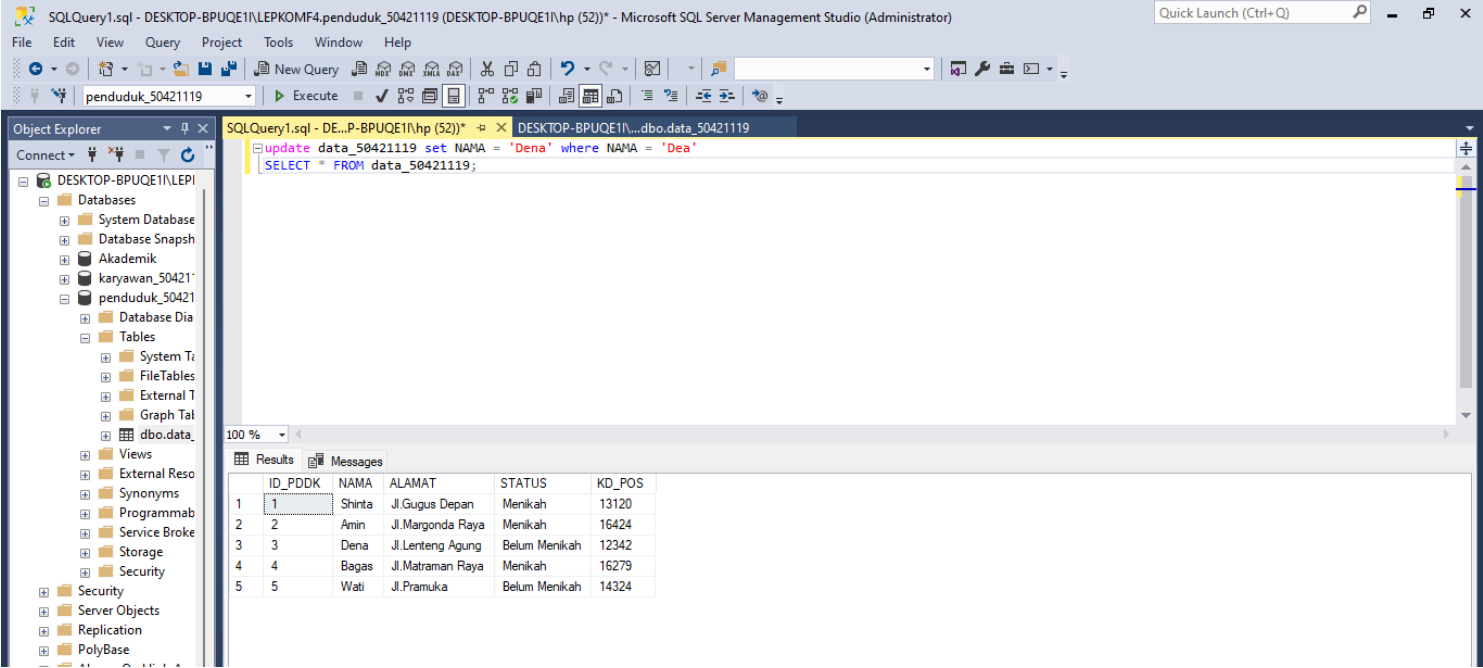 SQLQuery1.sql - DESKTOP-BPUQE1I\LEPKOMF4.penduduk_50421119 (DESKTOP-BPUQE1I\hp (52))* - Microsoft SQL Server Management Studio (Administrator)
Quick Launch (Ctrl+Q)
File Edit View Query Project Tools Window Help
New Query MDX DMX XMLA DAX
penduduk_50421119 Execute
Object Explorer
SQLQuery1.sql - DE...P-BPUQE1I\hp (52))* DESKTOP-BPUQE1I\...dbo.data_50421119
Connect
DESKTOP-BPUQE1I\LEPI
Databases
System Database
Database Snapsh
Akademik
karyawan_50421
penduduk_50421
Database Dia
Tables
System Ta
FileTables
External T
Graph Tab
dbo.data_
Views
External Reso
Synonyms
Programmab
Service Broke
Storage
Security
Security
Server Objects
Replication
PolyBase
update data_50421119 set NAMA = 'Dena' where NAMA = 'Dea'
SELECT * FROM data_50421119;
100 %
Results Messages
ID_PDDK NAMA ALAMAT STATUS KD_POS
1 1 Shinta Jl.Gugus Depan Menikah 13120
2 2 Amin Jl.Margonda Raya Menikah 16424
3 3 Dena Jl.Lenteng Agung Belum Menikah 12342
4 4 Bagas Jl.Matraman Raya Menikah 16279
5 5 Wati Jl.Pramuka Belum Menikah 14324